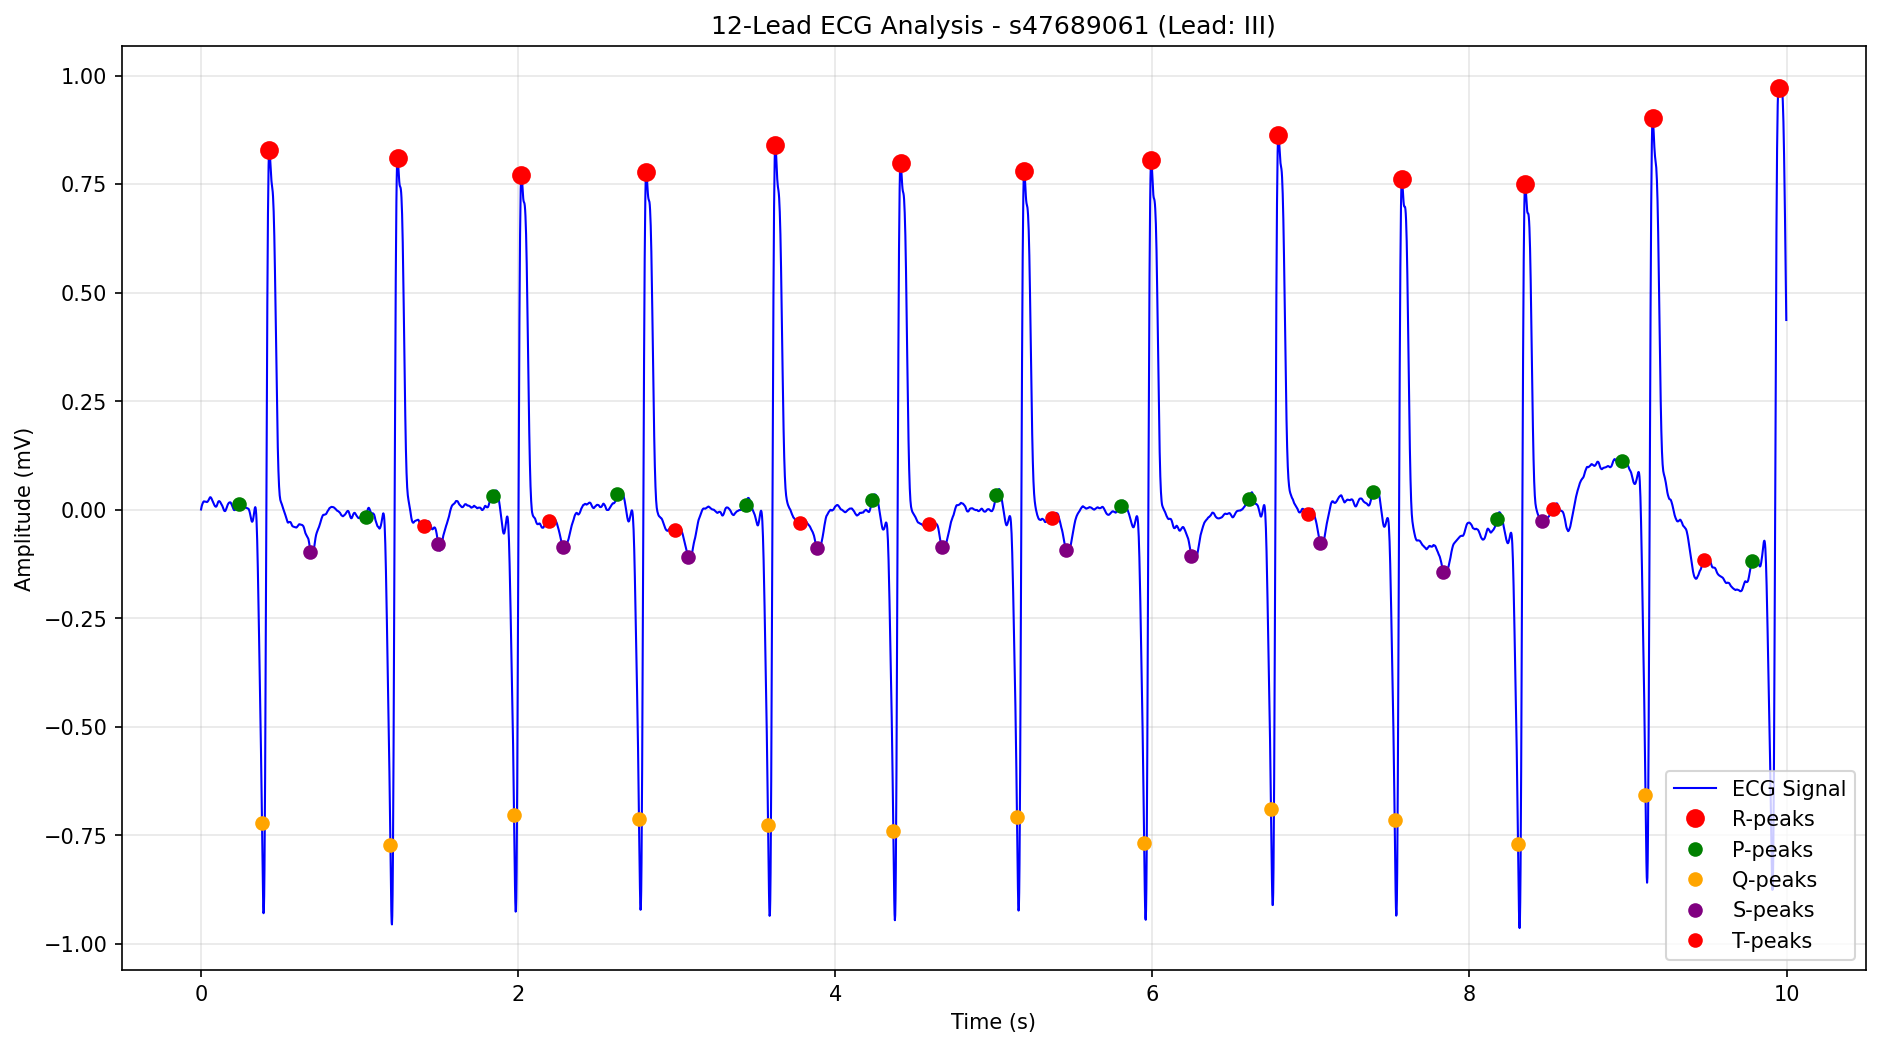 12-Lead ECG Analysis - s47689061 (Lead: III)
Amplitude (mV)
1.00
0.75
0.50
0.25
0.00
−0.25
−0.50
−0.75
−1.00
ECG Signal
R-peaks
P-peaks
Q-peaks
S-peaks
T-peaks
0 2 4 6 8 10
Time (s)